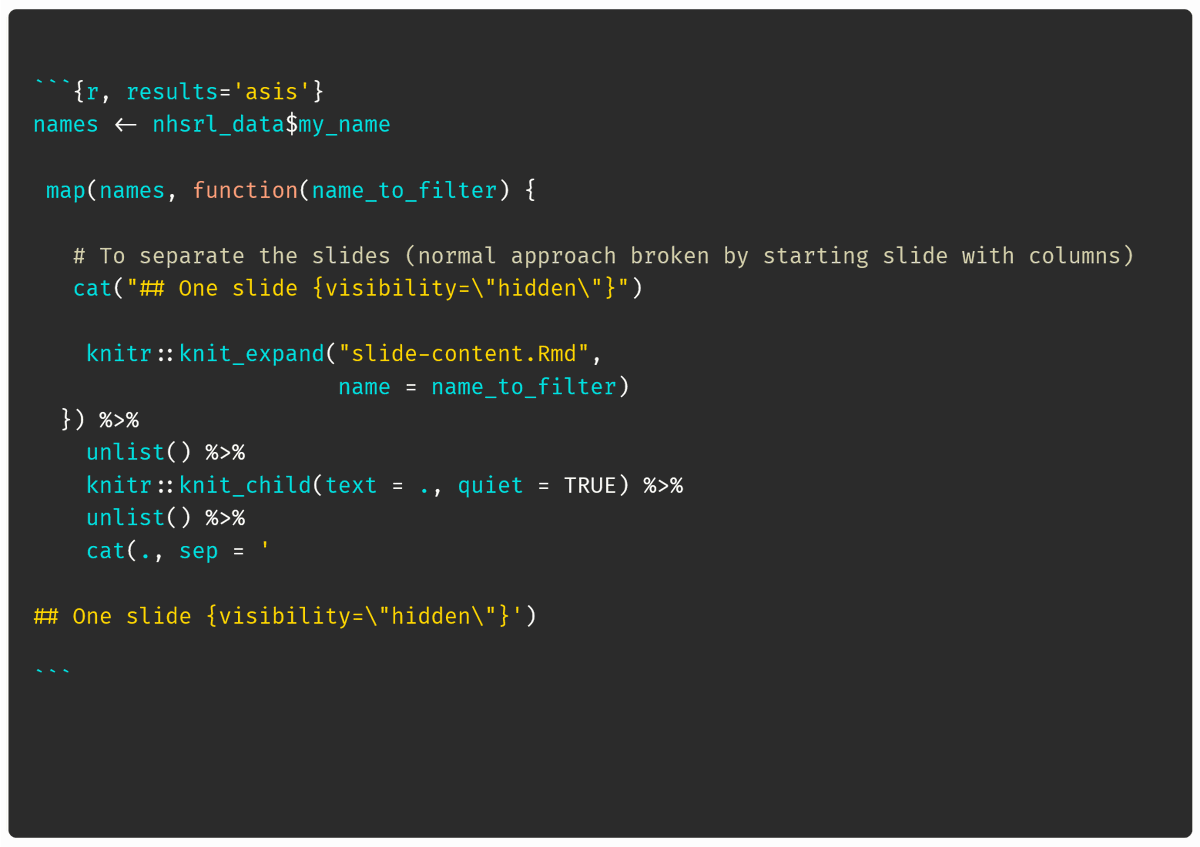 ```{r, results='asis'}
names <- nhsrl_data$my_name
map(names, function(name_to_filter) {
# To separate the slides (normal approach broken by starting slide with columns)
cat("## One slide {visibility=\"hidden\"}")
knitr::knit_expand("slide-content.Rmd",
name = name_to_filter)
}) %>%
unlist() %>%
knitr::knit_child(text = ., quiet = TRUE) %>%
unlist() %>%
cat(., sep = '
## One slide {visibility=\"hidden\"}')
```